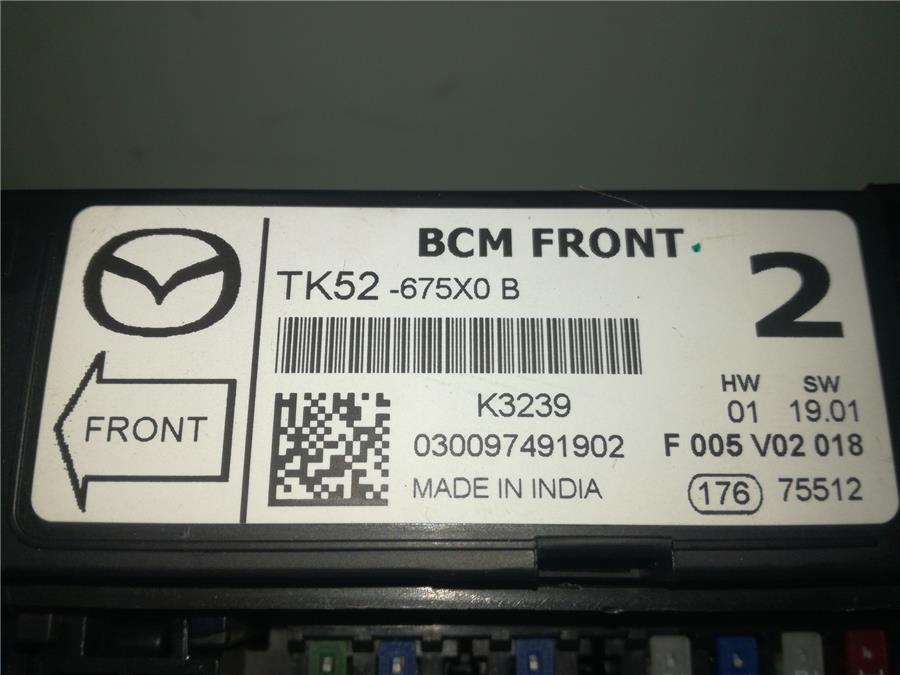 BCM FRONT
TK52 -675X0 B
2
FRONT
K3239
HW SW
01 19.01
030097491902
F 005 V02 018
MADE IN INDIA
176 75512